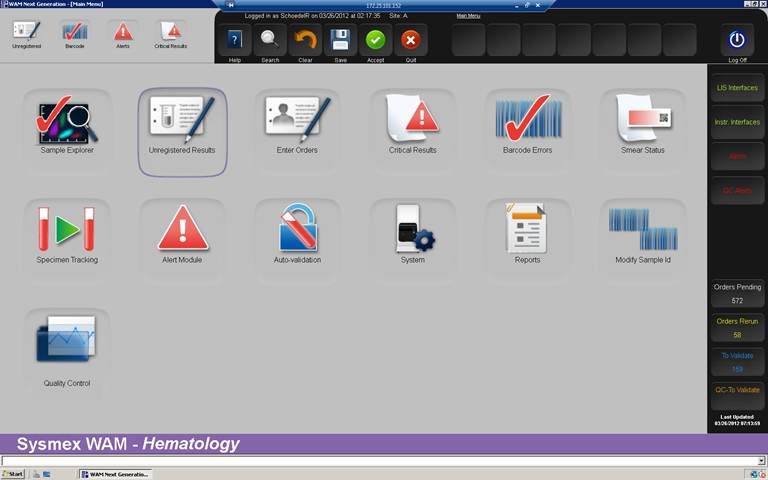 WAM Next Generation - [Main Menu]
172.25.101.152
Logged in as SchoedelR on 03/26/2012 at 02:17:35 Site: A
Main Menu
Unregistered
Barcode
Alerts
Critical Results
Help
Search
Clear
Save
Accept
Quit
Log Off
Sample Explorer
Unregistered Results
Enter Orders
Critical Results
Barcode Errors
Smear Status
Specimen Tracking
Alert Module
Auto-validation
System
Reports
Modify Sample Id
Quality Control
LIS Interfaces
Instr. Interfaces
Alerts
QC-Alerts
Orders Pending
572
Orders Rerun
58
To Validate
159
QC-To Validate
Last Updated
03/26/2012 07:13:59
Sysmex WAM - Hematology
Start
WAM Next Generatio...